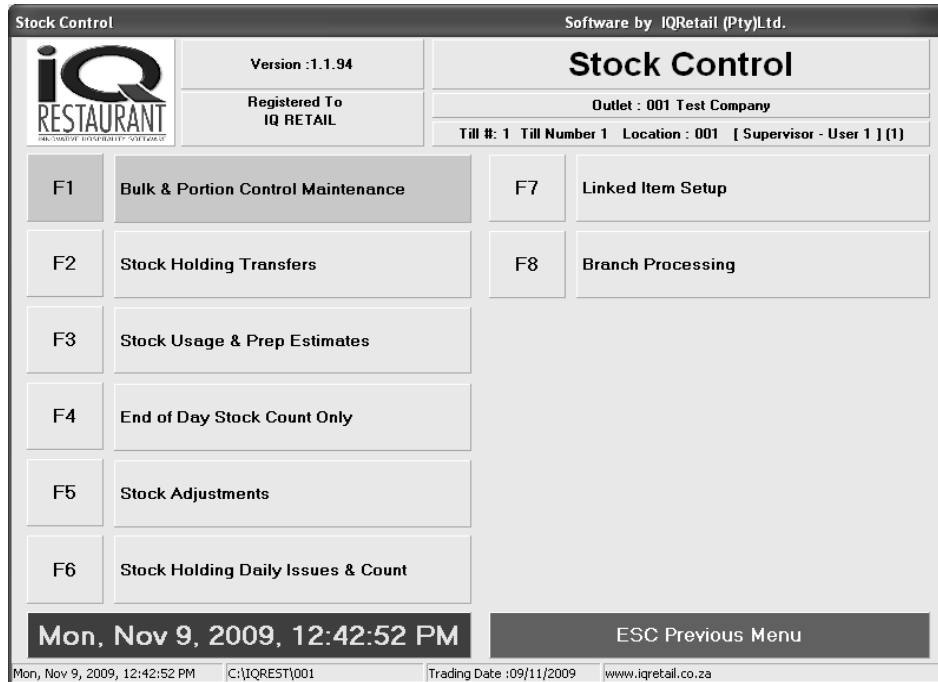 Stock Control Software by IQRetail (Pty)Ltd.
iQ
RESTAURANT
INNOVATIVE HOSPITALITY SOFTWARE
Version :1.1.94
Registered To
IQ RETAIL
Stock Control
Outlet : 001 Test Company
Till #: 1 Till Number 1 Location : 001 [ Supervisor - User 1 ] (1)
F1 Bulk & Portion Control Maintenance
F2 Stock Holding Transfers
F3 Stock Usage & Prep Estimates
F4 End of Day Stock Count Only
F5 Stock Adjustments
F6 Stock Holding Daily Issues & Count
F7 Linked Item Setup
F8 Branch Processing
Mon, Nov 9, 2009, 12:42:52 PM
ESC Previous Menu
Mon, Nov 9, 2009, 12:42:52 PM C:\IQREST\001 Trading Date :09/11/2009 www.iqretail.co.za